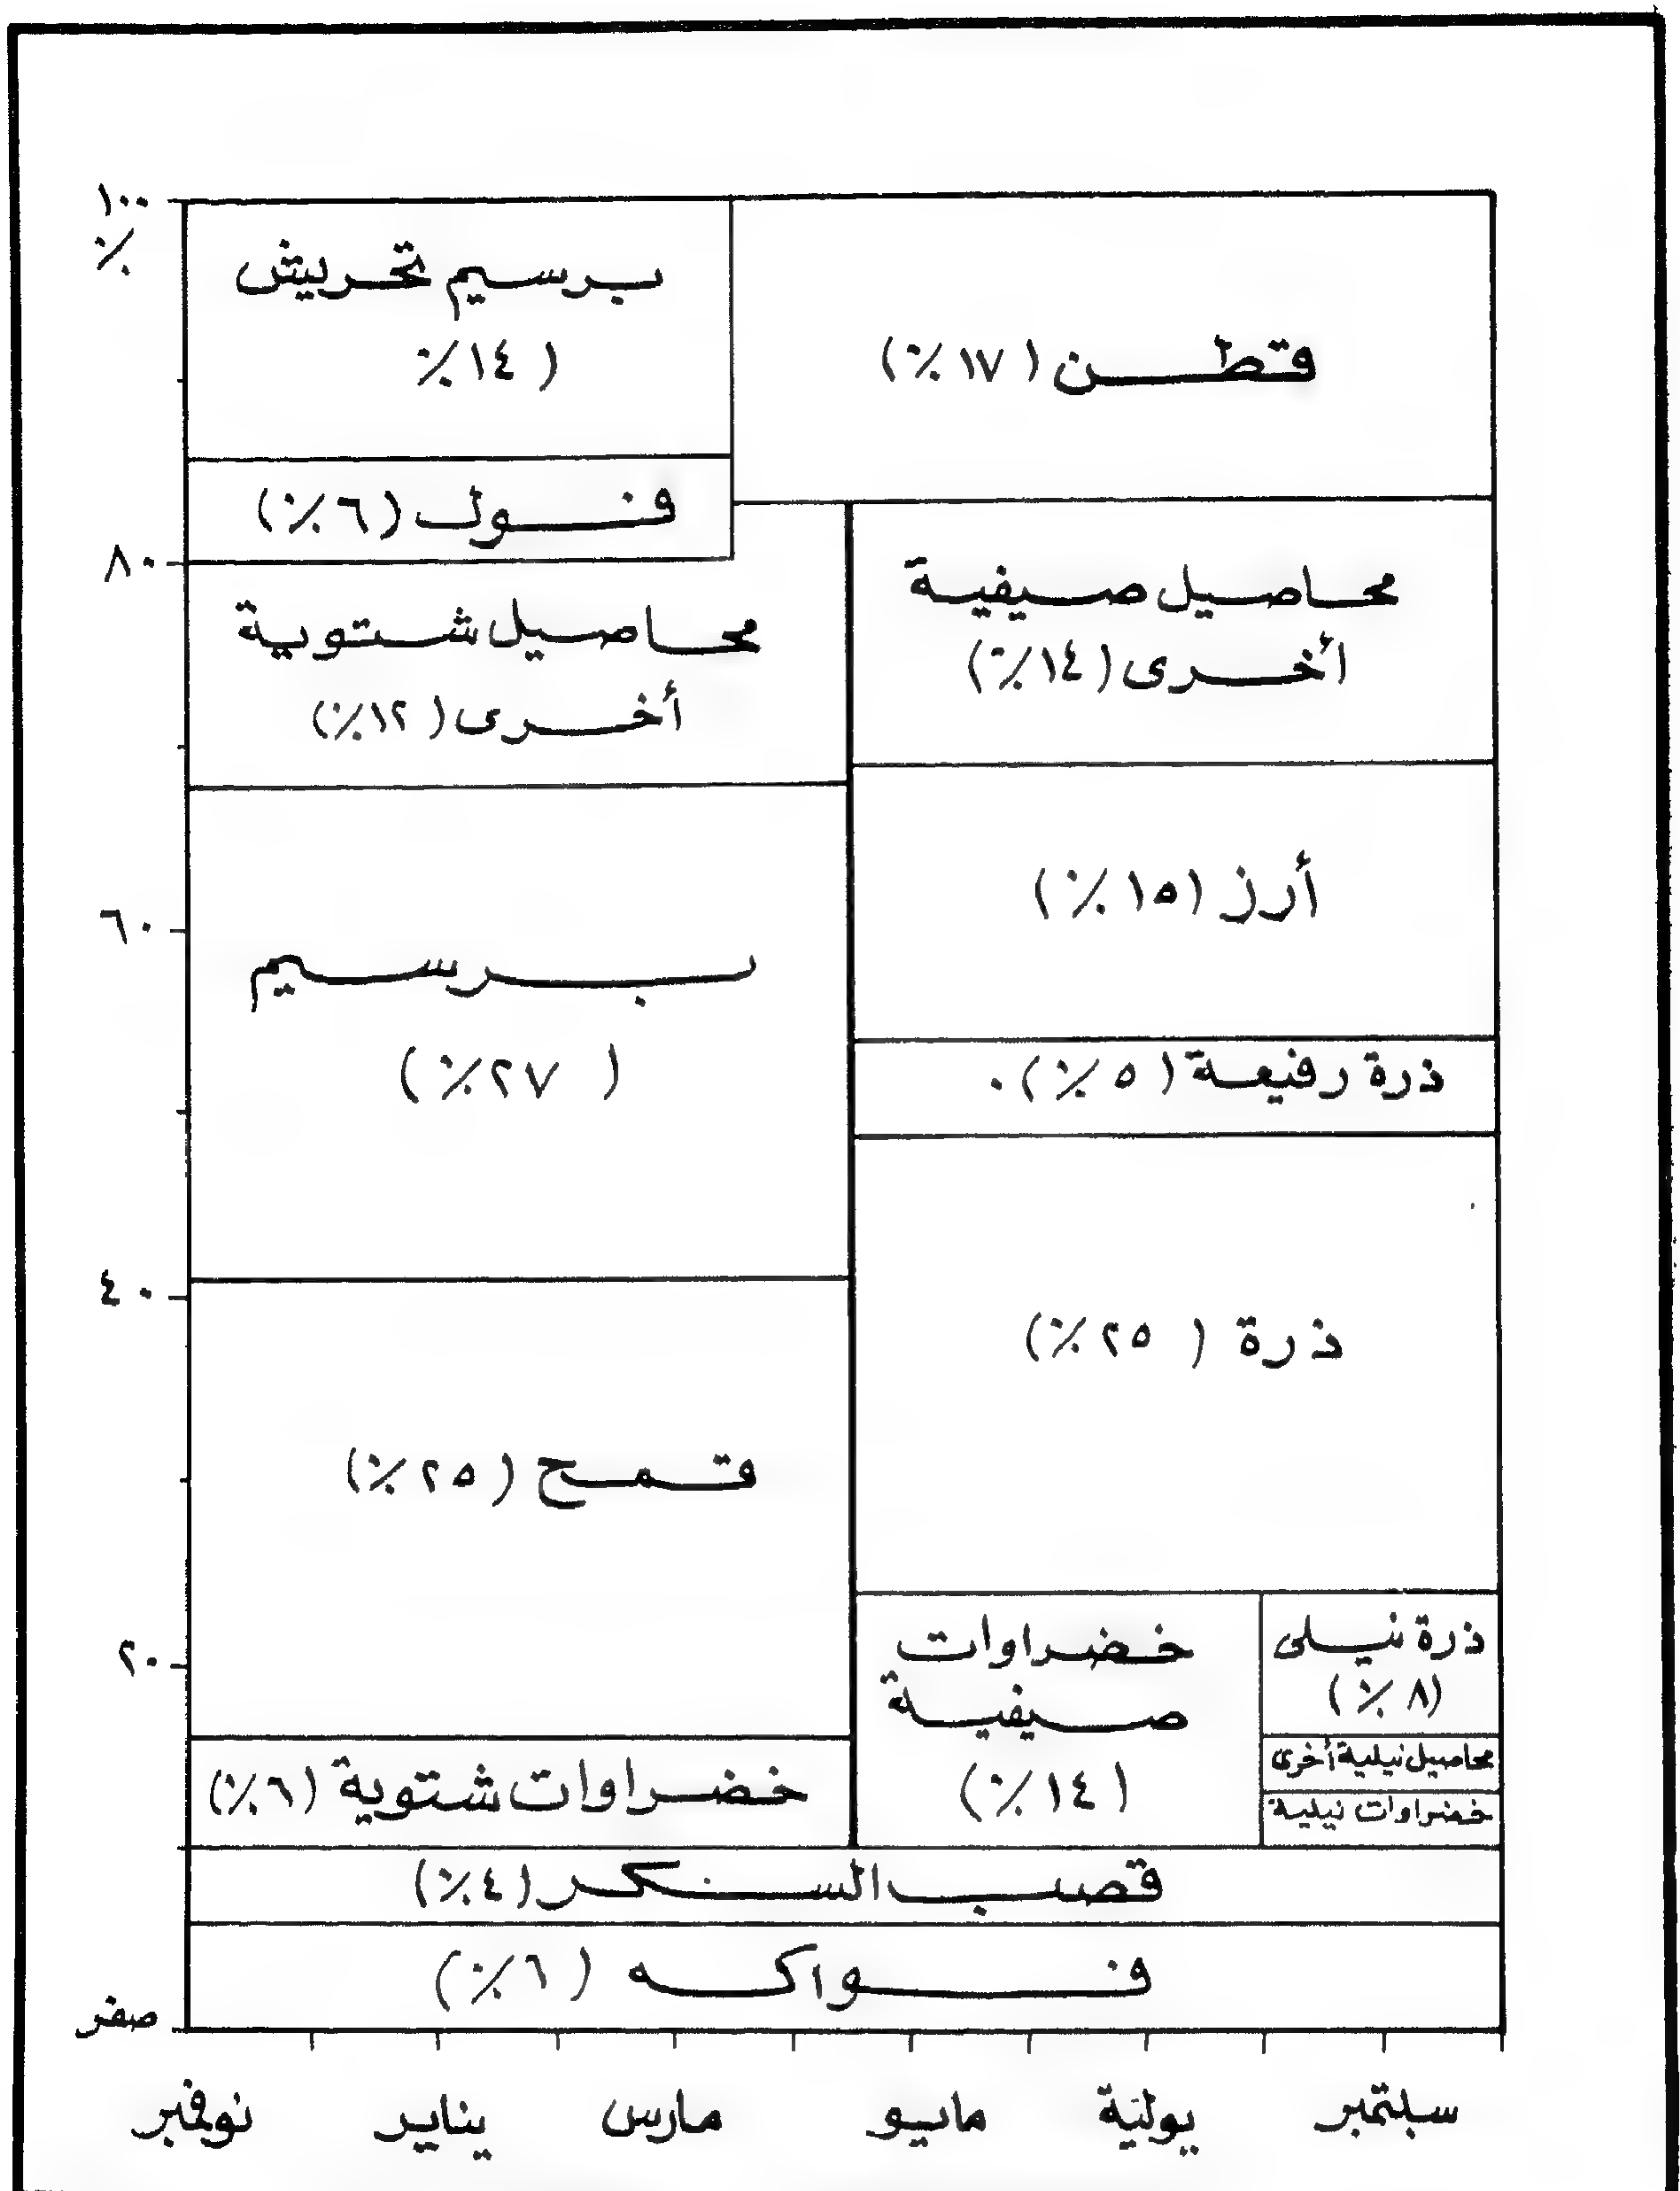 ١٠٠
٪
٨٠
٦٠
٤٠
٢٠
صفر
قطن (١٧٪)
برسيم تحريش
(١٤٪
فول (٦٪)
محاصيل صيفية
أخرى (١٤٪)
محاصيل شتوية
أخرى (١٢٪)
أرز (١٥٪)
برسيم
(٢٧٪)
ذرة رفيعة (٥٪).
ذرة (٢٥٪)
قمح (٢٥٪)
ذرة نيلى
(٨٪)
محاصيل نيلية أخرى
خضراوات نيلية
خضراوات
صيفية
(١٤٪)
خضراوات شتوية (٦٪)
قصب السكر (٤٪)
فواكه (٦٪)
نوفمبر يناير مارس مايو يولية سبتمبر